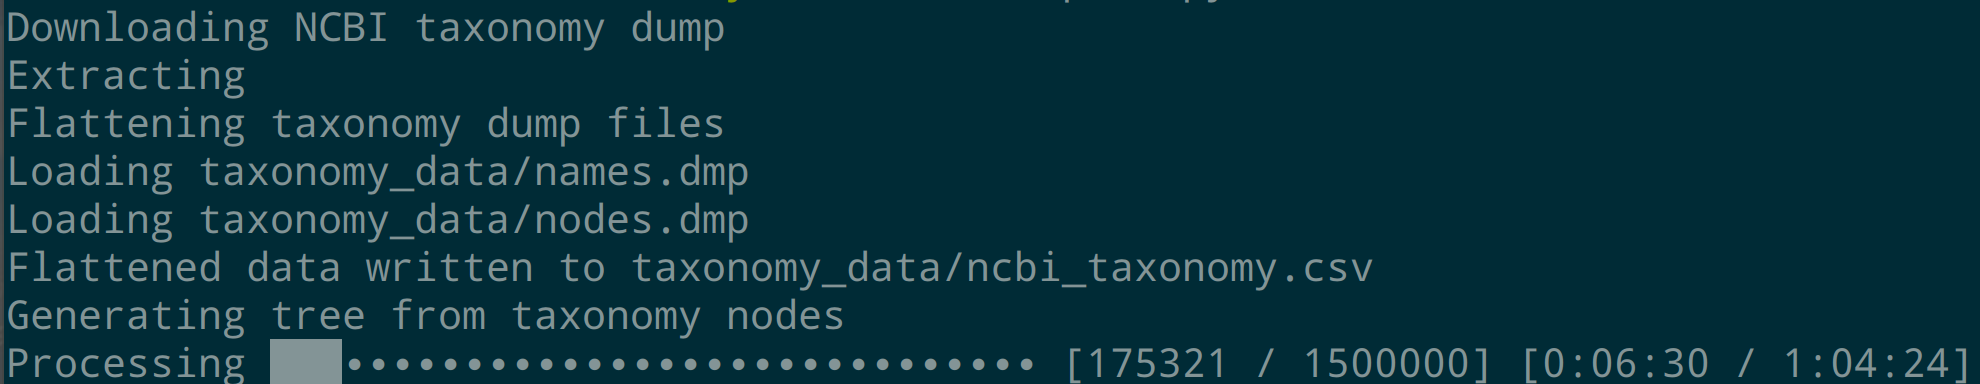 Downloading NCBI taxonomy dump
Extracting
Flattening taxonomy dump files
Loading taxonomy_data/names.dmp
Loading taxonomy_data/nodes.dmp
Flattened data written to taxonomy_data/ncbi_taxonomy.csv
Generating tree from taxonomy nodes
Processing ███••••••••••••••••••••••••••••• [175321 / 1500000] [0:06:30 / 1:04:24]